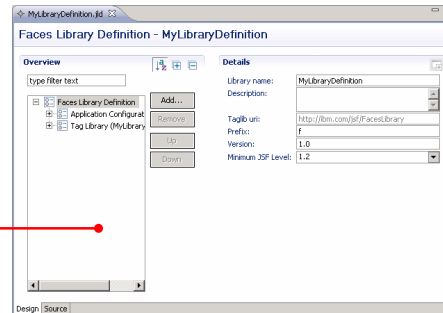 MyLibraryDefinition.jld
Faces Library Definition - MyLibraryDefinition
Overview
type filter text
Faces Library Definition
Application Configurat
Tag Library (MyLibrary
Add...
Remove
Up
Down
Details
Library name: MyLibraryDefinition
Description:
Taglib uri: http://ibm.com/jsf/FacesLibrary
Prefix: f
Version: 1.0
Minimum JSF Level: 1.2
Design Source